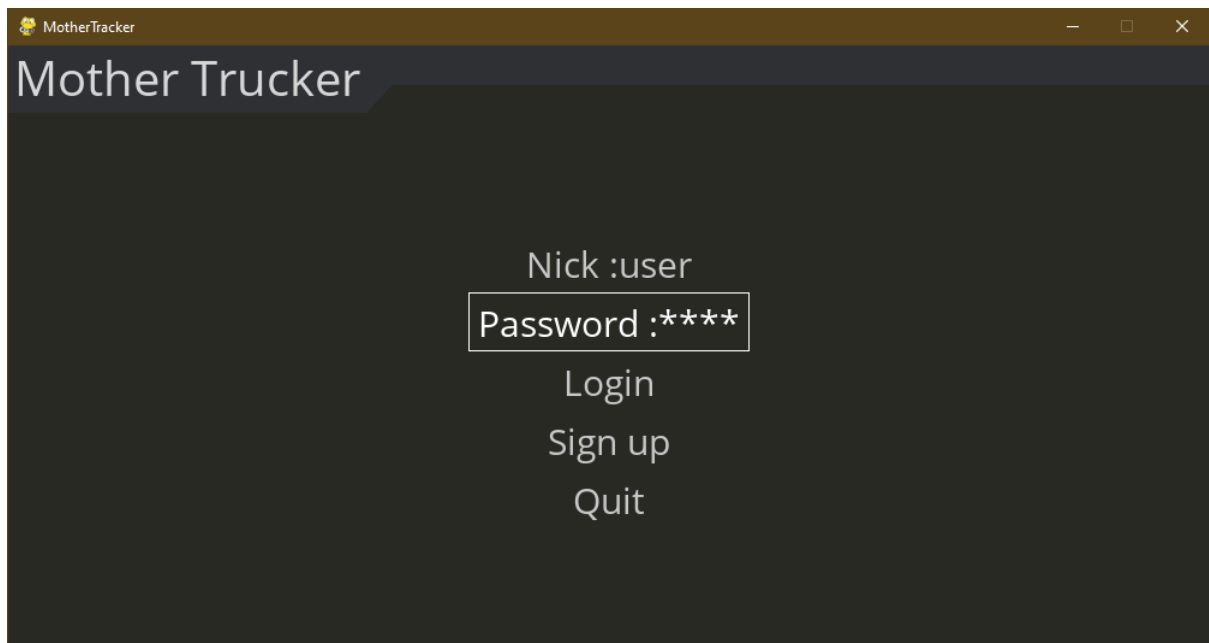 MotherTracker
Mother Trucker
Nick :user
Password :****
Login
Sign up
Quit